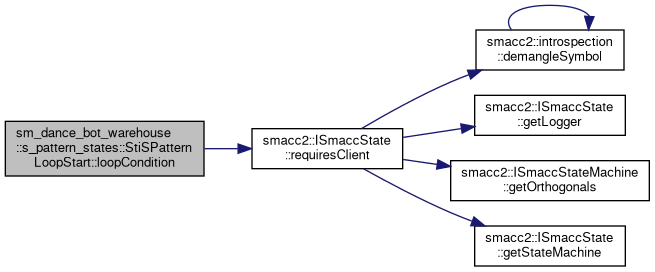 sm_dance_bot_warehouse
::s_pattern_states::StiSPattern
LoopStart::loopCondition
smacc2::ISmaccState
::requiresClient
smacc2::introspection
::demangleSymbol
smacc2::ISmaccState
::getLogger
smacc2::ISmaccStateMachine
::getOrthogonals
smacc2::ISmaccState
::getStateMachine